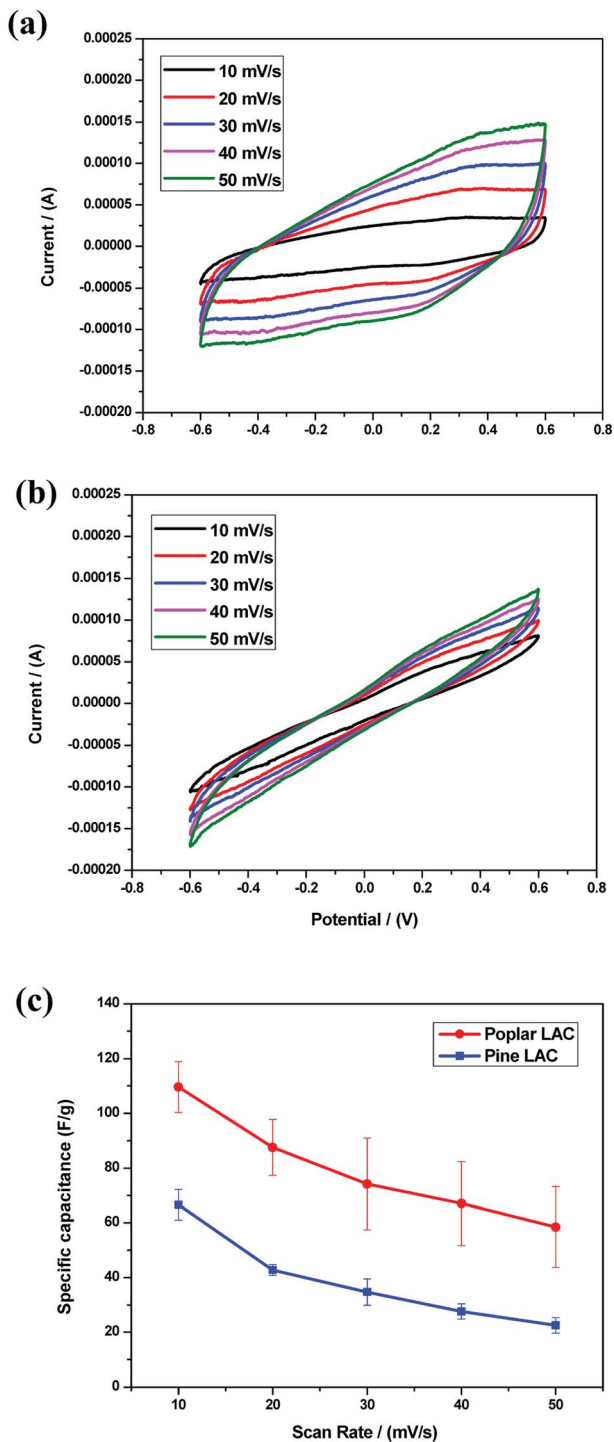 (a)
0.00025
0.00020
0.00015
0.00010
0.00005
0.00000
-0.00005
-0.00010
-0.00015
-0.00020
Current / (A)
10 mV/s
20 mV/s
30 mV/s
40 mV/s
50 mV/s
-0.8 -0.6 -0.4 -0.2 0.0 0.2 0.4 0.6 0.8
(b)
0.00025
0.00020
0.00015
0.00010
0.00005
0.00000
-0.00005
-0.00010
-0.00015
-0.00020
Current / (A)
10 mV/s
20 mV/s
30 mV/s
40 mV/s
50 mV/s
-0.8 -0.6 -0.4 -0.2 0.0 0.2 0.4 0.6 0.8
Potential / (V)
(c)
140
120
100
80
60
40
20
0
Specific capacitance (F/g)
Poplar LAC
Pine LAC
10 20 30 40 50
Scan Rate / (mV/s)